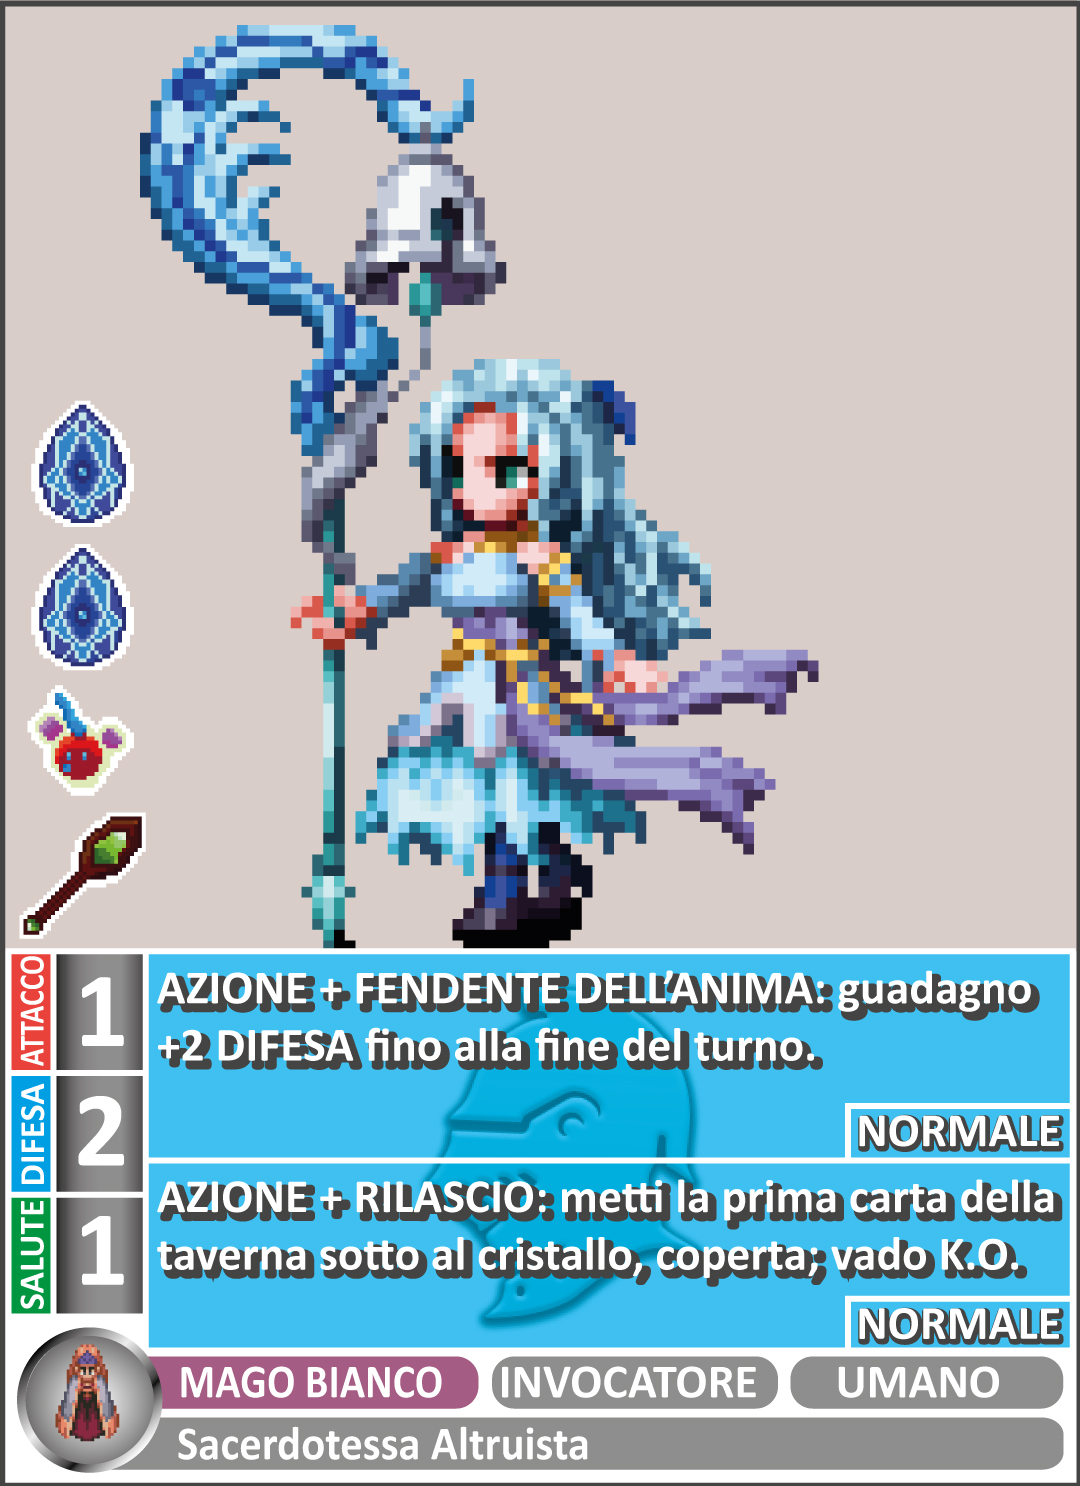 ATTACCO
1
AZIONE + FENDENTE DELL'ANIMA: guadagno
+2 DIFESA fino alla fine del turno.
NORMALE
DIFESA
2
SALUTE
1
AZIONE + RILASCIO: metti la prima carta della
taverna sotto al cristallo, coperta; vado K.O.
NORMALE
MAGO BIANCO
INVOCATORE
UMANO
Sacerdotessa Altruista